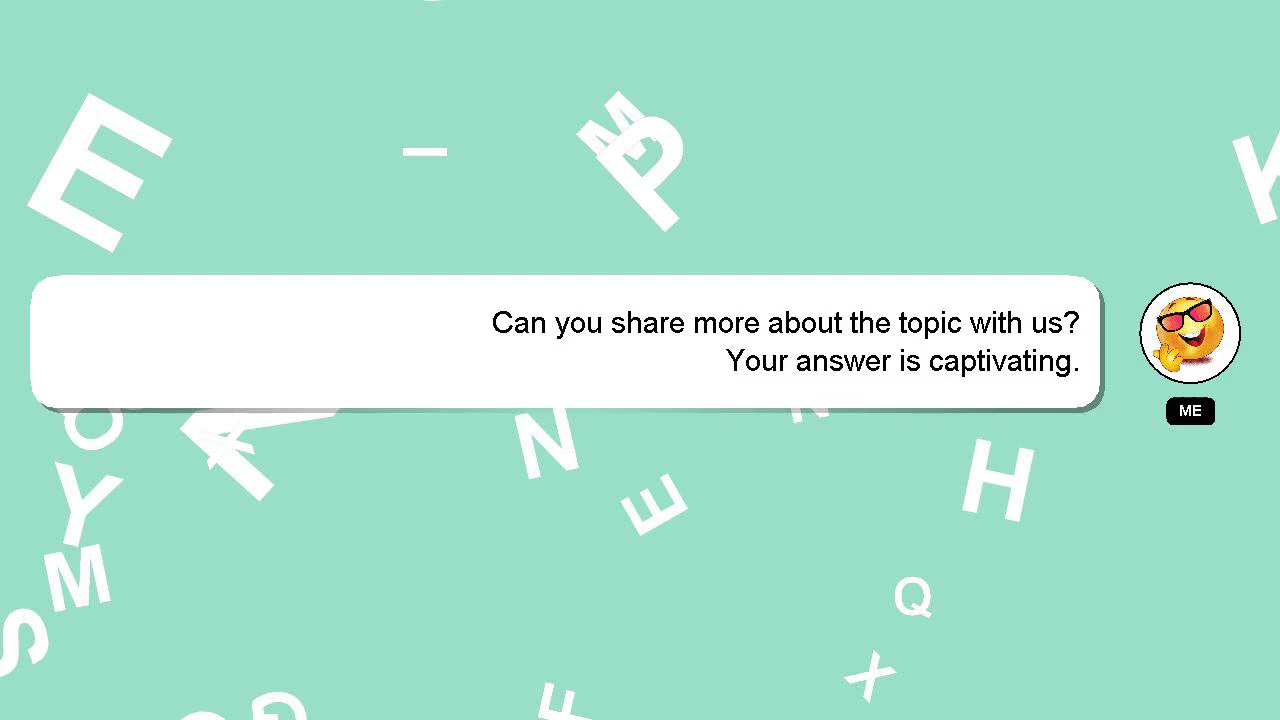 E
M
P
K
Can you share more about the topic with us?
Your answer is captivating.
ME
N
N
A
Y
E
H
M
Q
S
X
G
F